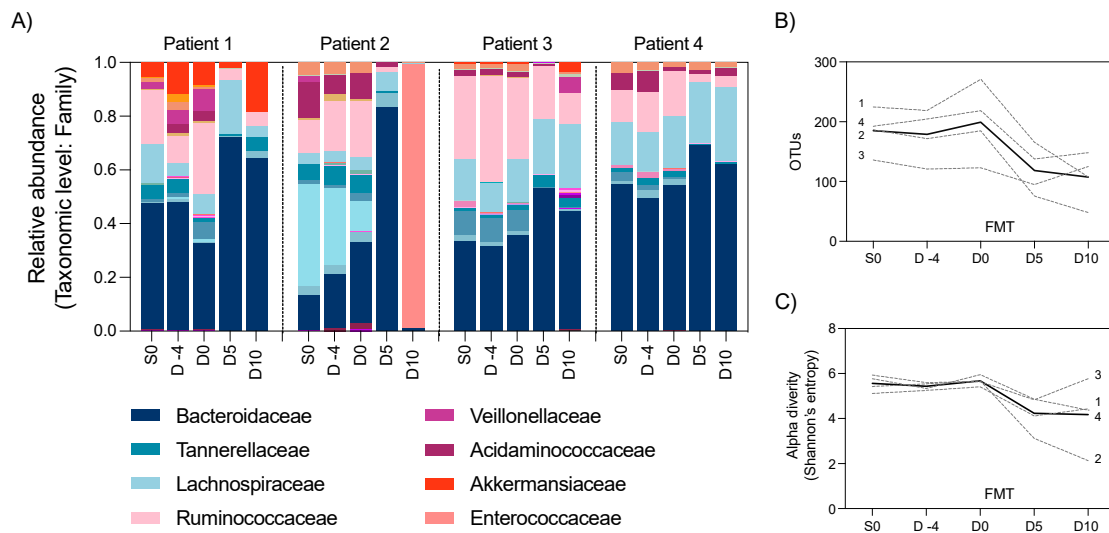 A)
Patient 1
Patient 2
Patient 3
Patient 4
Relative abundance
(Taxonomic level: Family)
1.0
0.8
0.6
0.4
0.2
0.0
S0
D -4
D0
D5
D10
S0
D -4
D0
D5
D10
S0
D -4
D0
D5
D10
S0
D -4
D0
D5
D10
Bacteroidaceae
Tannerellaceae
Lachnospiraceae
Ruminococcaceae
Veillonellaceae
Acidaminococcaceae
Akkermansiaceae
Enterococcaceae
B)
OTUs
300
200
100
0
1
4
2
3
FMT
S0
D -4
D0
D5
D10
C)
Alpha diverity
(Shannon's entropy)
8
6
4
2
0
3
1
4
2
FMT
S0
D -4
D0
D5
D10